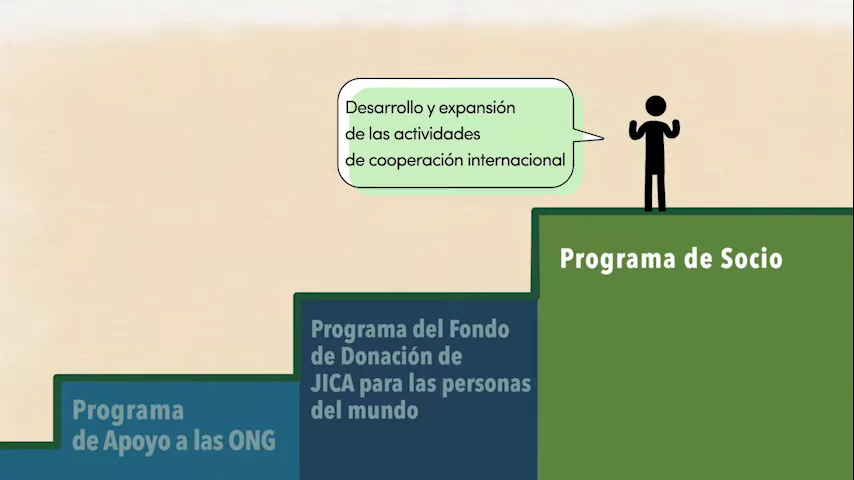 Desarrollo y expansión
de las actividades
de cooperación internacional
Programa de Socio
Programa del Fondo
de Donación de
JICA para las personas
del mundo
Programa
de Apoyo a las ONG